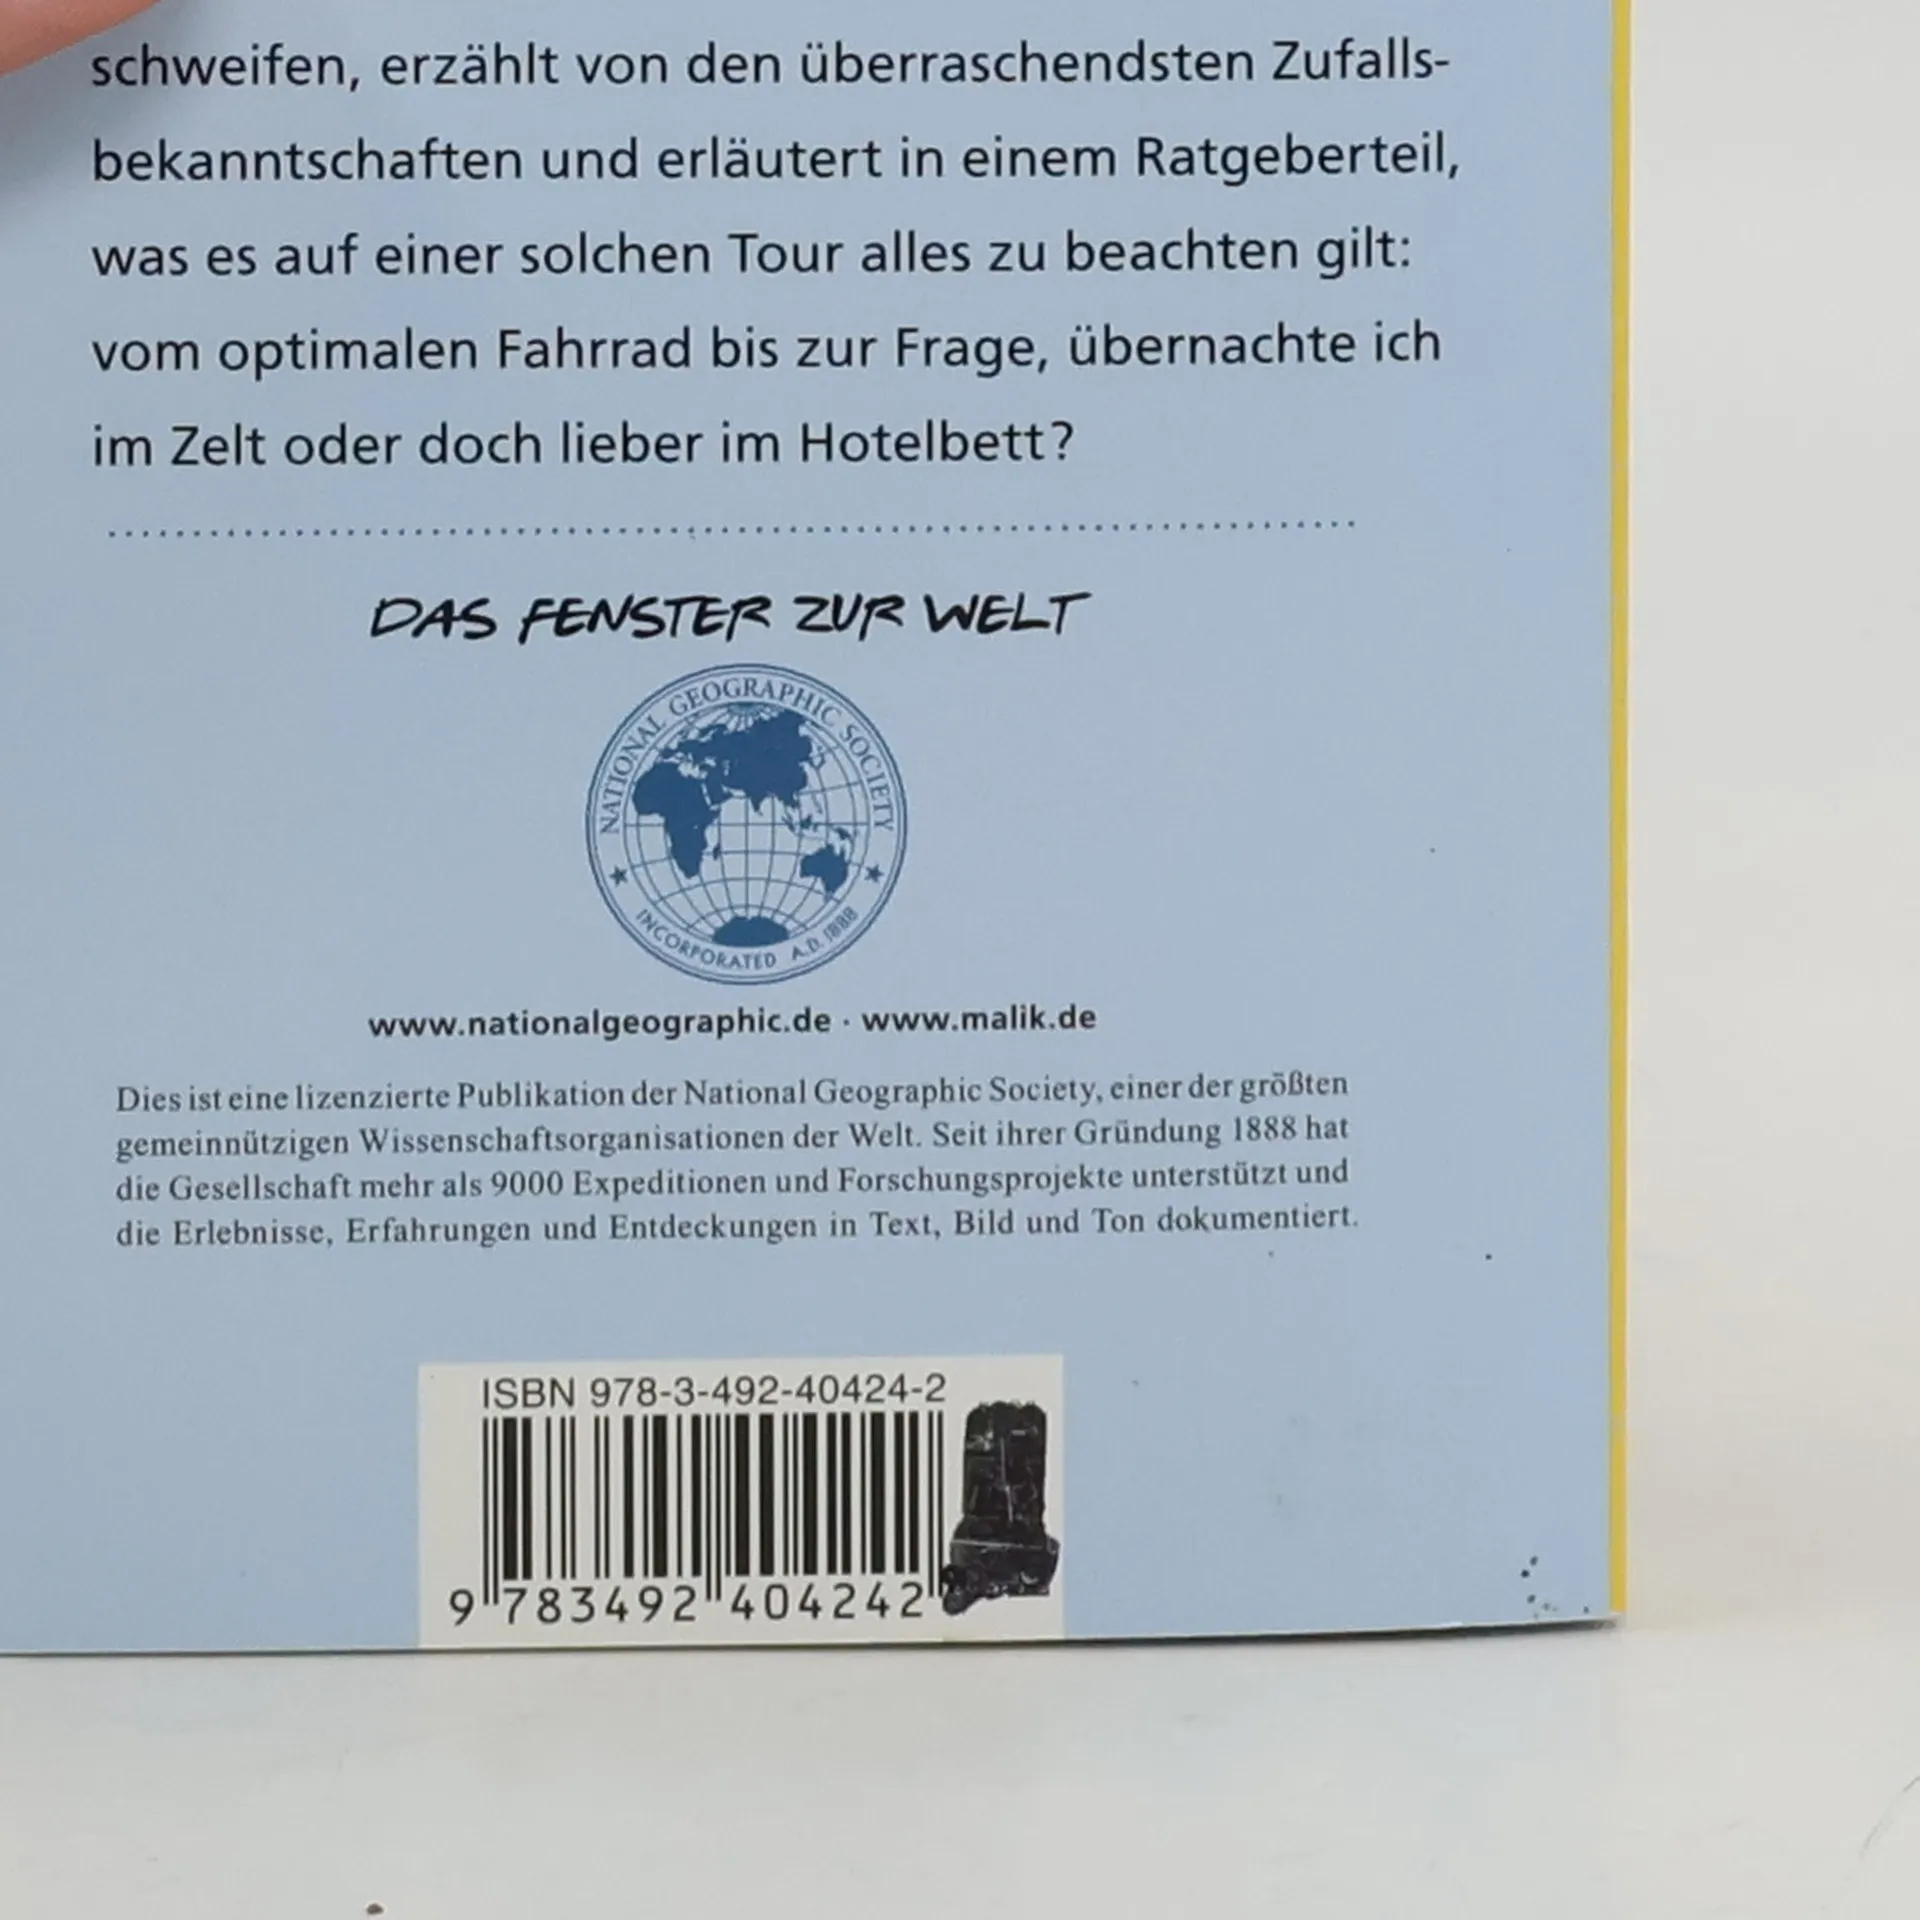 schweifen, erzählt von den überraschendsten Zufalls-
bekanntschaften und erläutert in einem Ratgeberteil,
was es auf einer solchen Tour alles zu beachten gilt:
vom optimalen Fahrrad bis zur Frage, übernachte ich
im Zelt oder doch lieber im Hotelbett?
DAS FENSTER ZUR WELT
NATIONAL GEOGRAPHIC SOCIETY
INCORPORATED A.D. 1888
www.nationalgeographic.de · www.malik.de
Dies ist eine lizenzierte Publikation der National Geographic Society, einer der größten
gemeinnützigen Wissenschaftsorganisationen der Welt. Seit ihrer Gründung 1888 hat
die Gesellschaft mehr als 9000 Expeditionen und Forschungsprojekte unterstützt und
die Erlebnisse, Erfahrungen und Entdeckungen in Text, Bild und Ton dokumentiert.
ISBN 978-3-492-40424-2
9 783492 404242